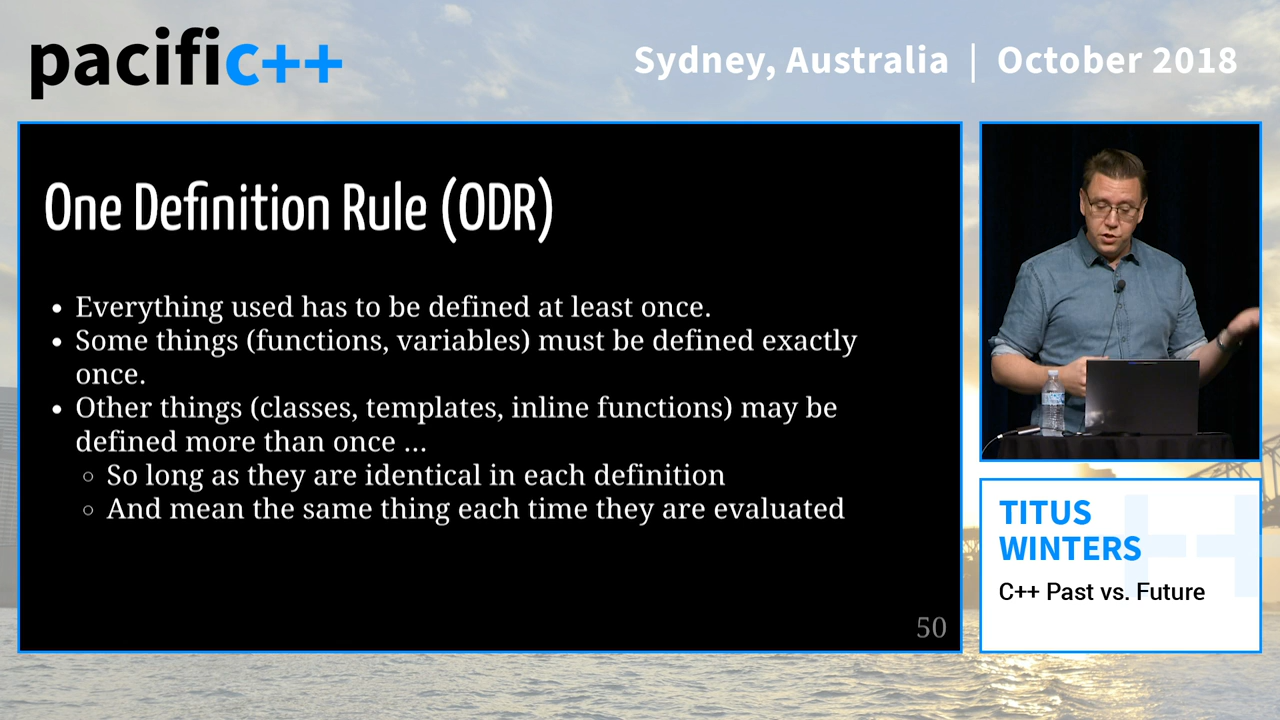 pacific++
Sydney, Australia | October 2018
One Definition Rule (ODR)
• Everything used has to be defined at least once.
• Some things (functions, variables) must be defined exactly
once.
• Other things (classes, templates, inline functions) may be
defined more than once ...
◦ So long as they are identical in each definition
◦ And mean the same thing each time they are evaluated
50
TITUS
WINTERS
C++ Past vs. Future